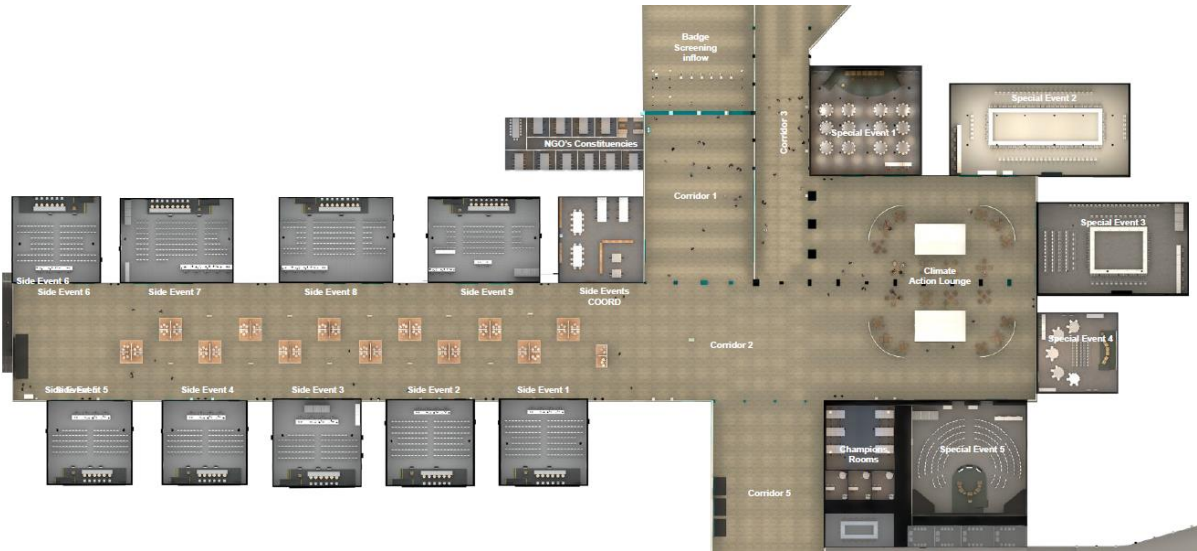 Badge
Screening
inflow
Corridor 3
Special Event 1
Special Event 2
NGO's Constituencies
Corridor 1
Special Event 3
Climate
Action Lounge
Side Event 6
Side Event 6
Side Event 7
Side Event 8
Side Event 9
Side Events
COORD
Corridor 2
Special Event 4
Side Event 5
Side Event 4
Side Event 3
Side Event 2
Side Event 1
Champions
Rooms
Special Event 5
Corridor 5